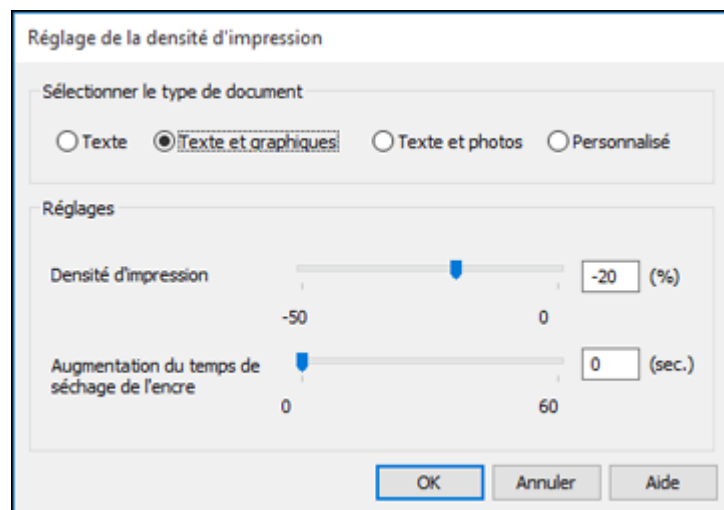 Réglage de la densité d'impression
Sélectionner le type de document
Texte Texte et graphiques Texte et photos Personnalisé
Réglages
Densité d'impression -20 (%)
-50 0
Augmentation du temps de
séchage de l'encre 0 (sec.)
0 60
OK Annuler Aide